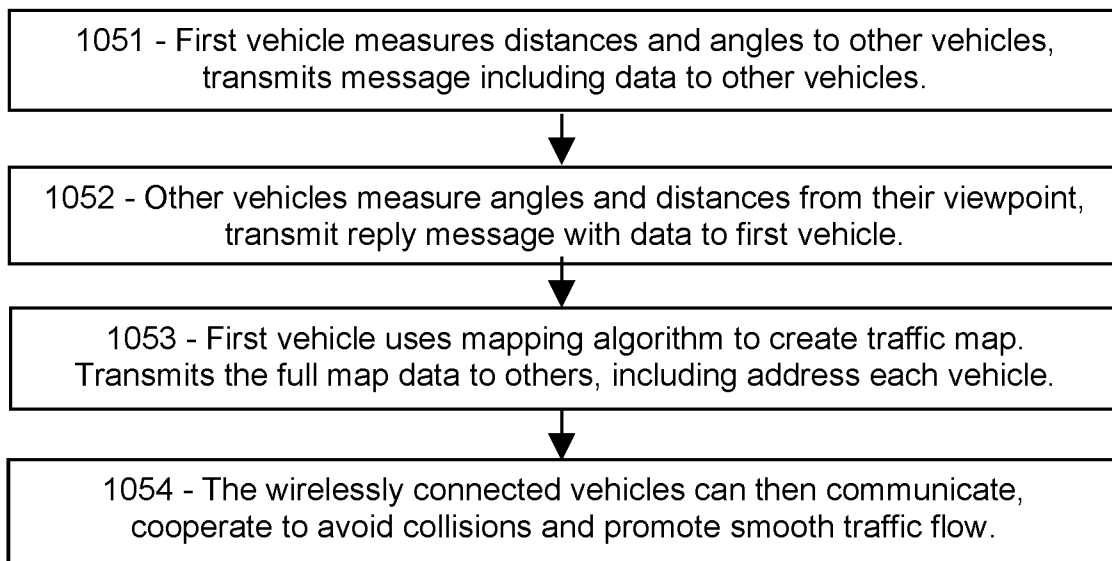 1051 - First vehicle measures distances and angles to other vehicles,
transmits message including data to other vehicles.
1052 - Other vehicles measure angles and distances from their viewpoint,
transmit reply message with data to first vehicle.
1053 - First vehicle uses mapping algorithm to create traffic map.
Transmits the full map data to others, including address each vehicle.
1054 - The wirelessly connected vehicles can then communicate,
cooperate to avoid collisions and promote smooth traffic flow.